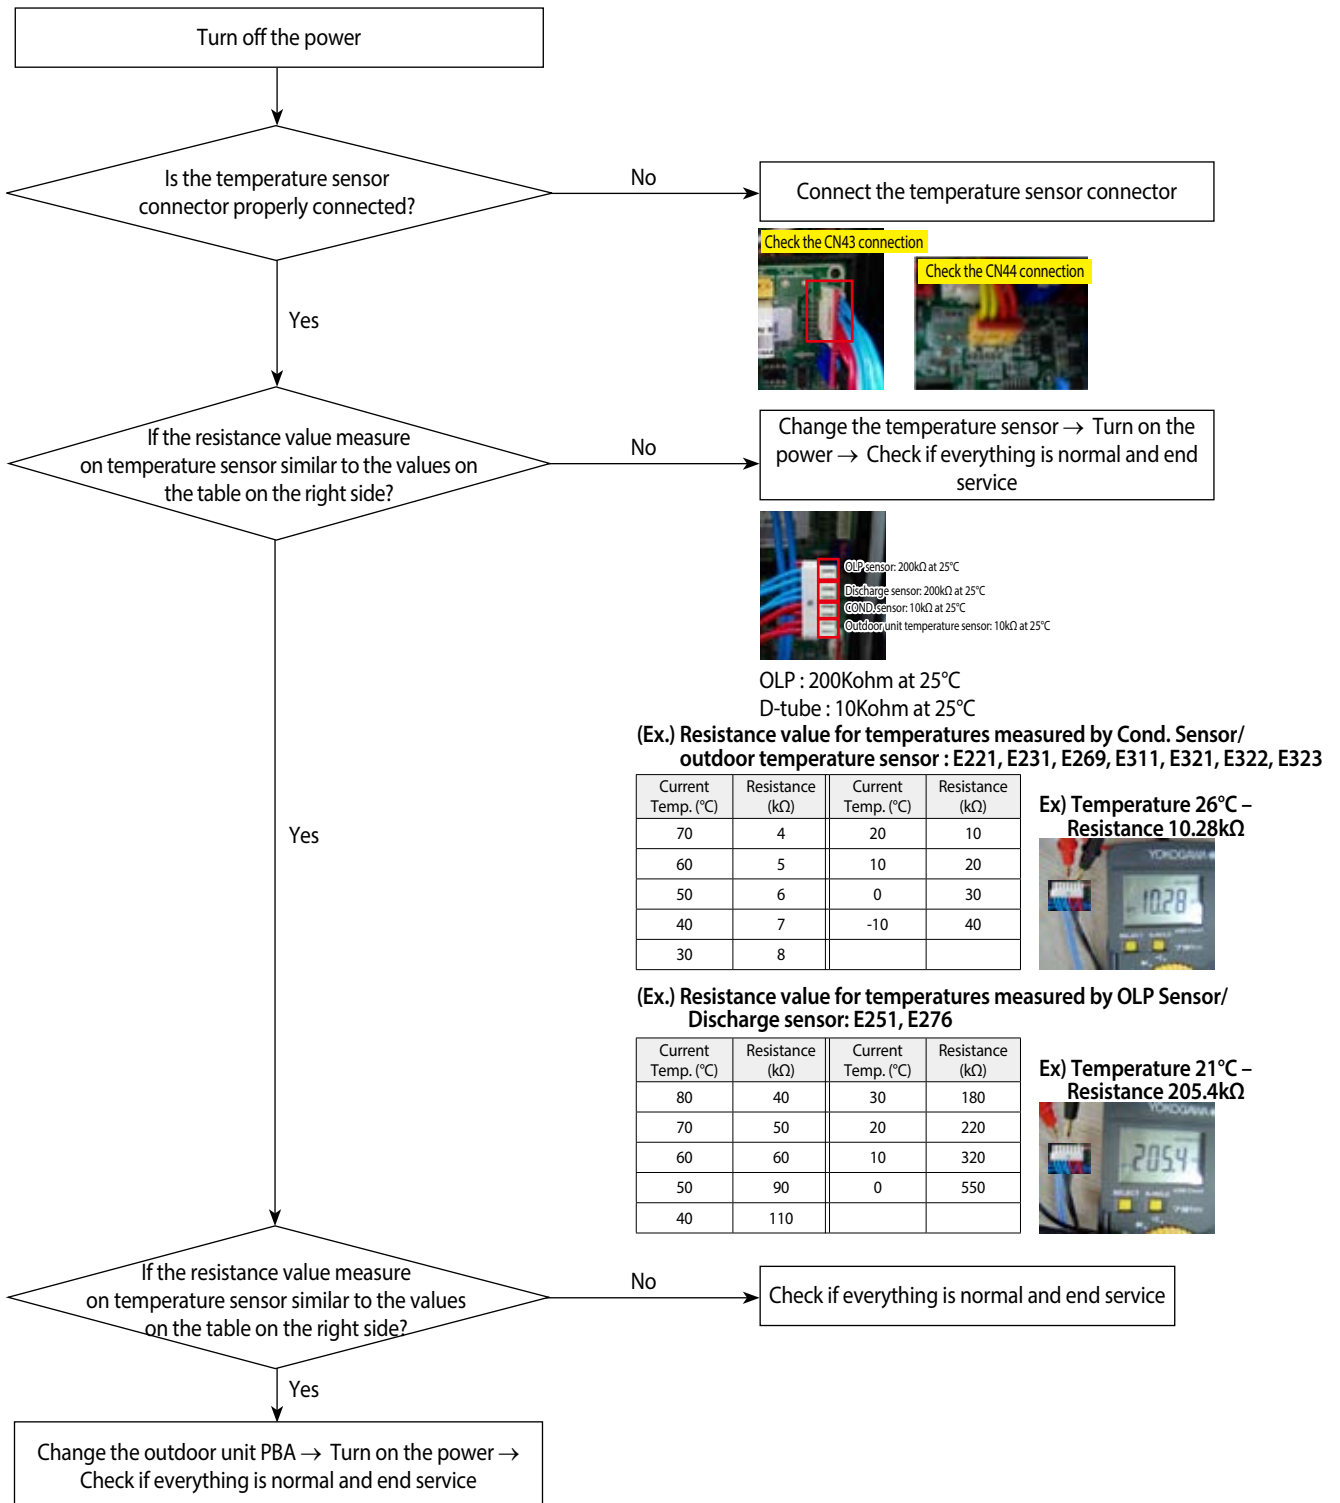 Turn off the power
Is the temperature sensor
connector properly connected?
No
Connect the temperature sensor connector
Check the CN43 connection
Check the CN44 connection
Yes
If the resistance value measure
on temperature sensor similar to the values on
the table on the right side?
No
Change the temperature sensor → Turn on the
power → Check if everything is normal and end
service
OLP sensor: 200kΩ at 25°C
Discharge sensor: 200kΩ at 25°C
COND. sensor: 10kΩ at 25°C
Outdoor unit temperature sensor: 10kΩ at 25°C
OLP : 200Kohm at 25°C
D-tube : 10Kohm at 25°C
(Ex.) Resistance value for temperatures measured by Cond. Sensor/
outdoor temperature sensor : E221, E231, E269, E311, E321, E322, E323
Current Temp. (°C) Resistance (kΩ) Current Temp. (°C) Resistance (kΩ)
70 4 20 10
60 5 10 20
50 6 0 30
40 7 -10 40
30 8
Ex) Temperature 26°C –
Resistance 10.28kΩ
YOKOGAWA
10.28
SELECT
Yes
(Ex.) Resistance value for temperatures measured by OLP Sensor/
Discharge sensor: E251, E276
Current Temp. (°C) Resistance (kΩ) Current Temp. (°C) Resistance (kΩ)
80 40 30 180
70 50 20 220
60 60 10 320
50 90 0 550
40 110
Ex) Temperature 21°C –
Resistance 205.4kΩ
YOKOGAWA
205.4
SELECT
If the resistance value measure
on temperature sensor similar to the values
on the table on the right side?
No
Check if everything is normal and end service
Yes
Change the outdoor unit PBA → Turn on the power →
Check if everything is normal and end service